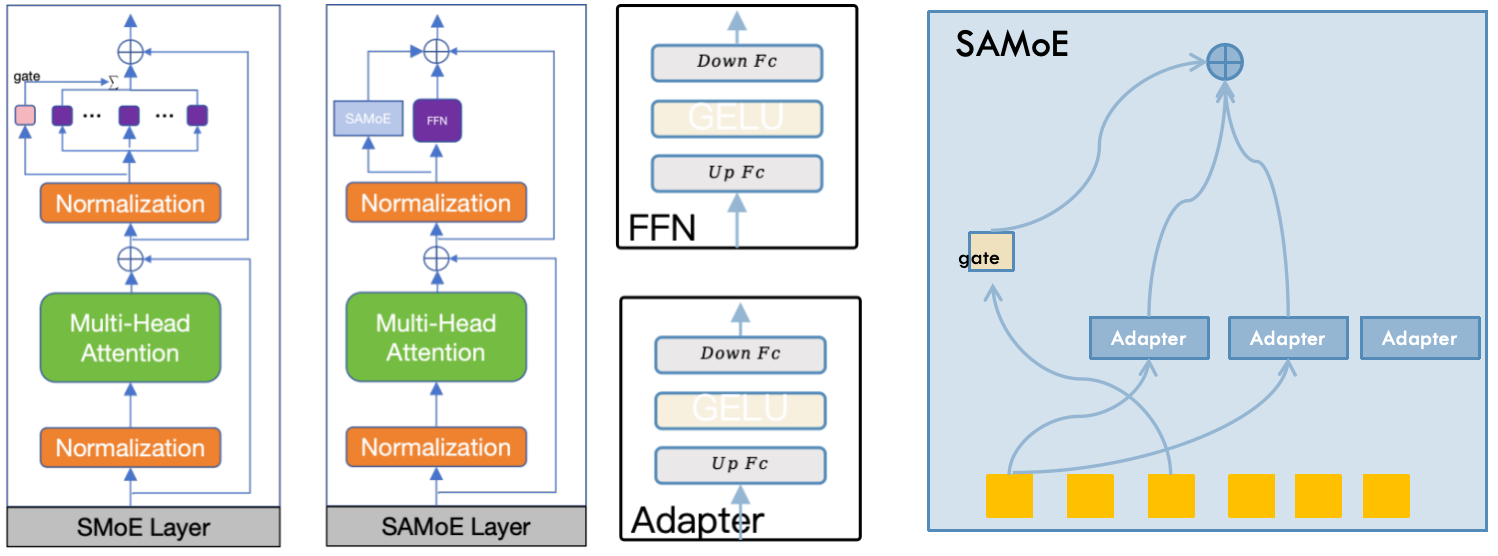 gate
Σ
...
...
Normalization
Multi-Head
Attention
Normalization
SMoE Layer
SAMoE
FFN
Normalization
Multi-Head
Attention
Normalization
SAMoE Layer
Down Fc
GELU
Up Fc
FFN
Down Fc
GELU
Up Fc
Adapter
SAMoE
gate
Adapter
Adapter
Adapter